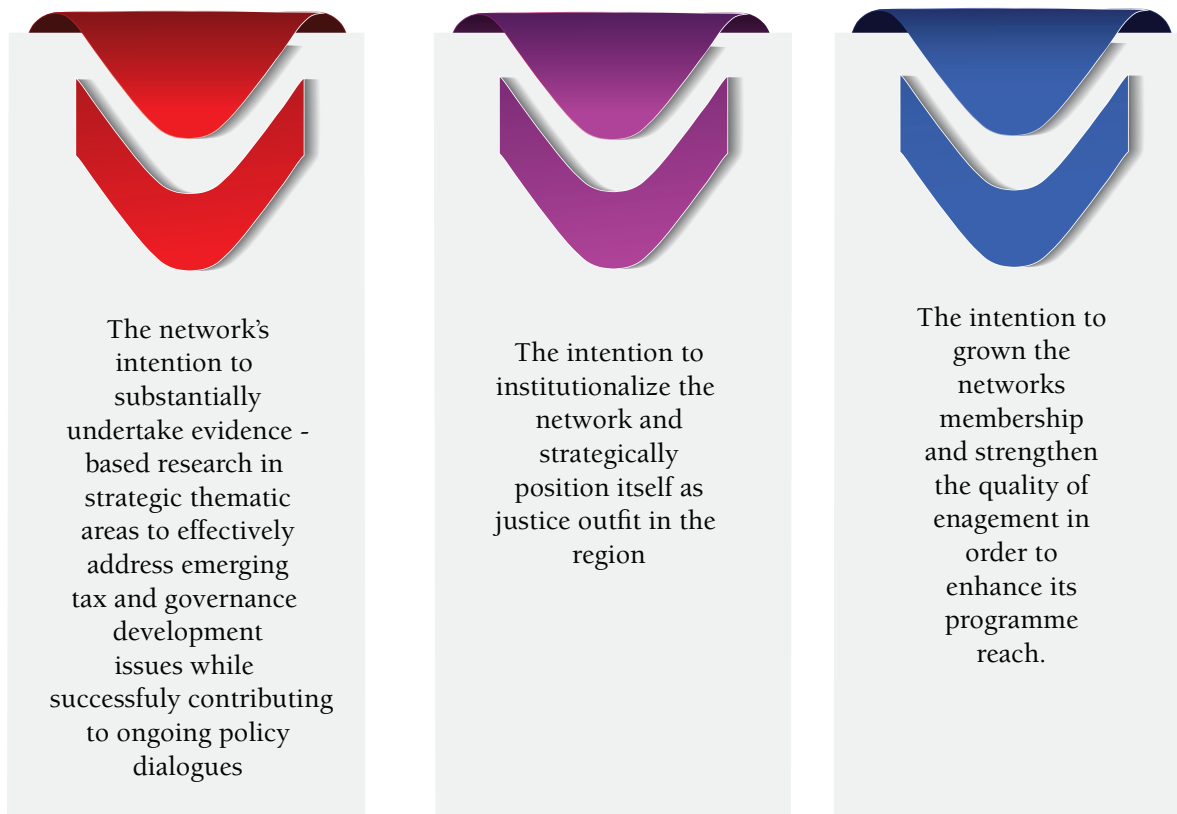 The network's
intention to
substantially
undertake evidence -
based research in
strategic thematic
areas to effectively
address emerging
tax and governance
development
issues while
successfuly contributing
to ongoing policy
dialogues
The intention to
institutionalize the
network and
strategically
position itself as
justice outfit in the
region
The intention to
grown the
networks
membership
and strengthen
the quality of
enagement in
order to
enhance its
programme
reach.